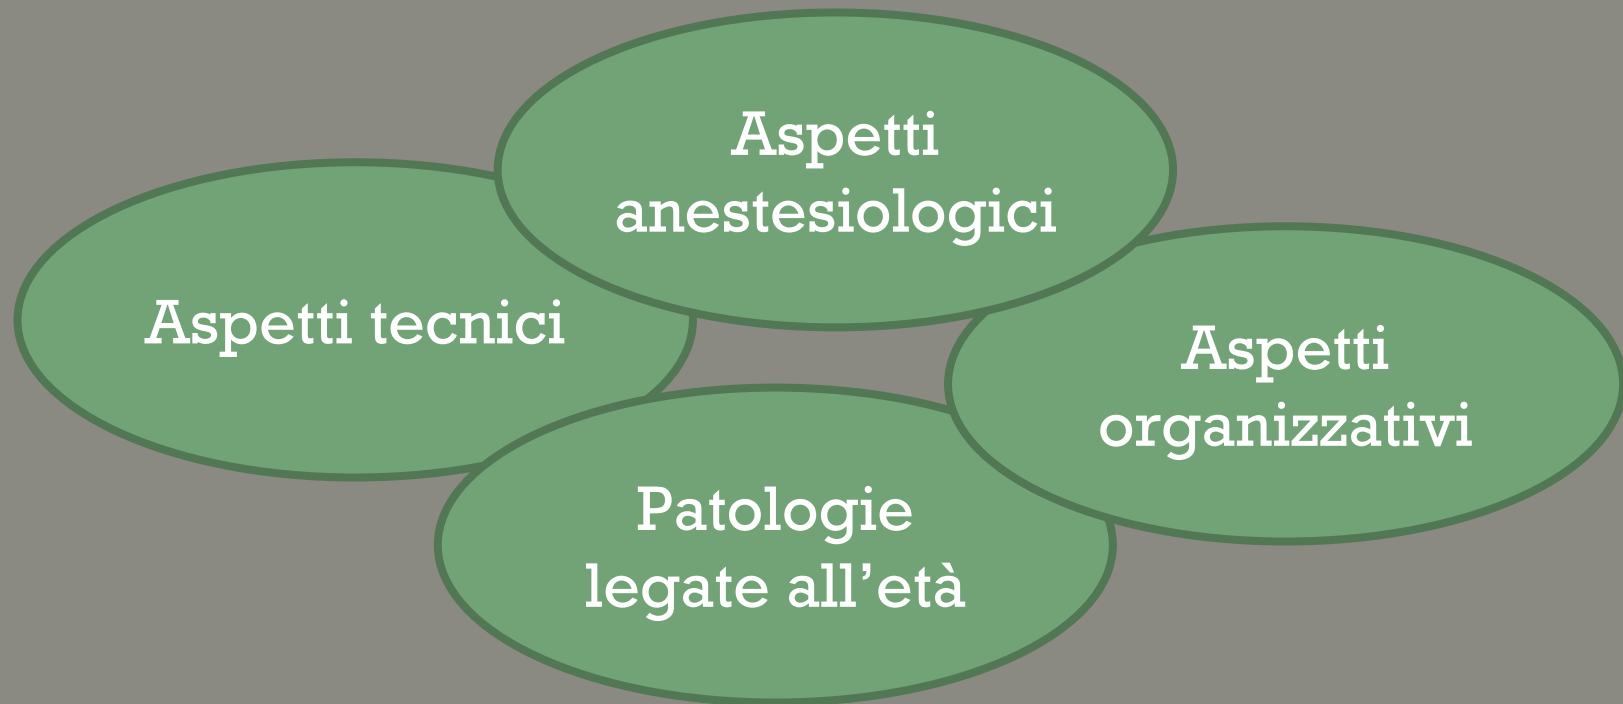 Aspetti
anestesiologici
Aspetti tecnici
Aspetti
organizzativi
Patologie
legate all’età